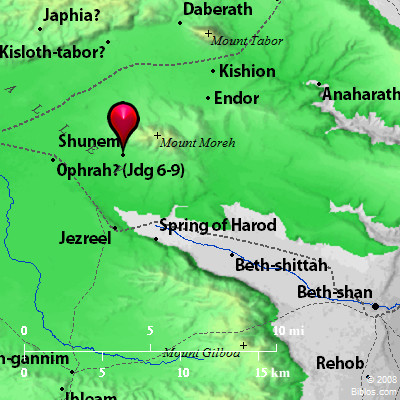 Japhia?
Daberath
Kisloth-tabor?
Mount Tabor
Kishion
Endor
Anaharath
Shunem
Mount Moreh
Ophrah? (Jdg 6-9)
Jezreel
Spring of Harod
Beth-shittah
Beth-shan
0 5 10 mi
Mount Gilboa
n-gannim
0 5 10 15 km
Rehob
Ibleam
© 2008
Biblos.com